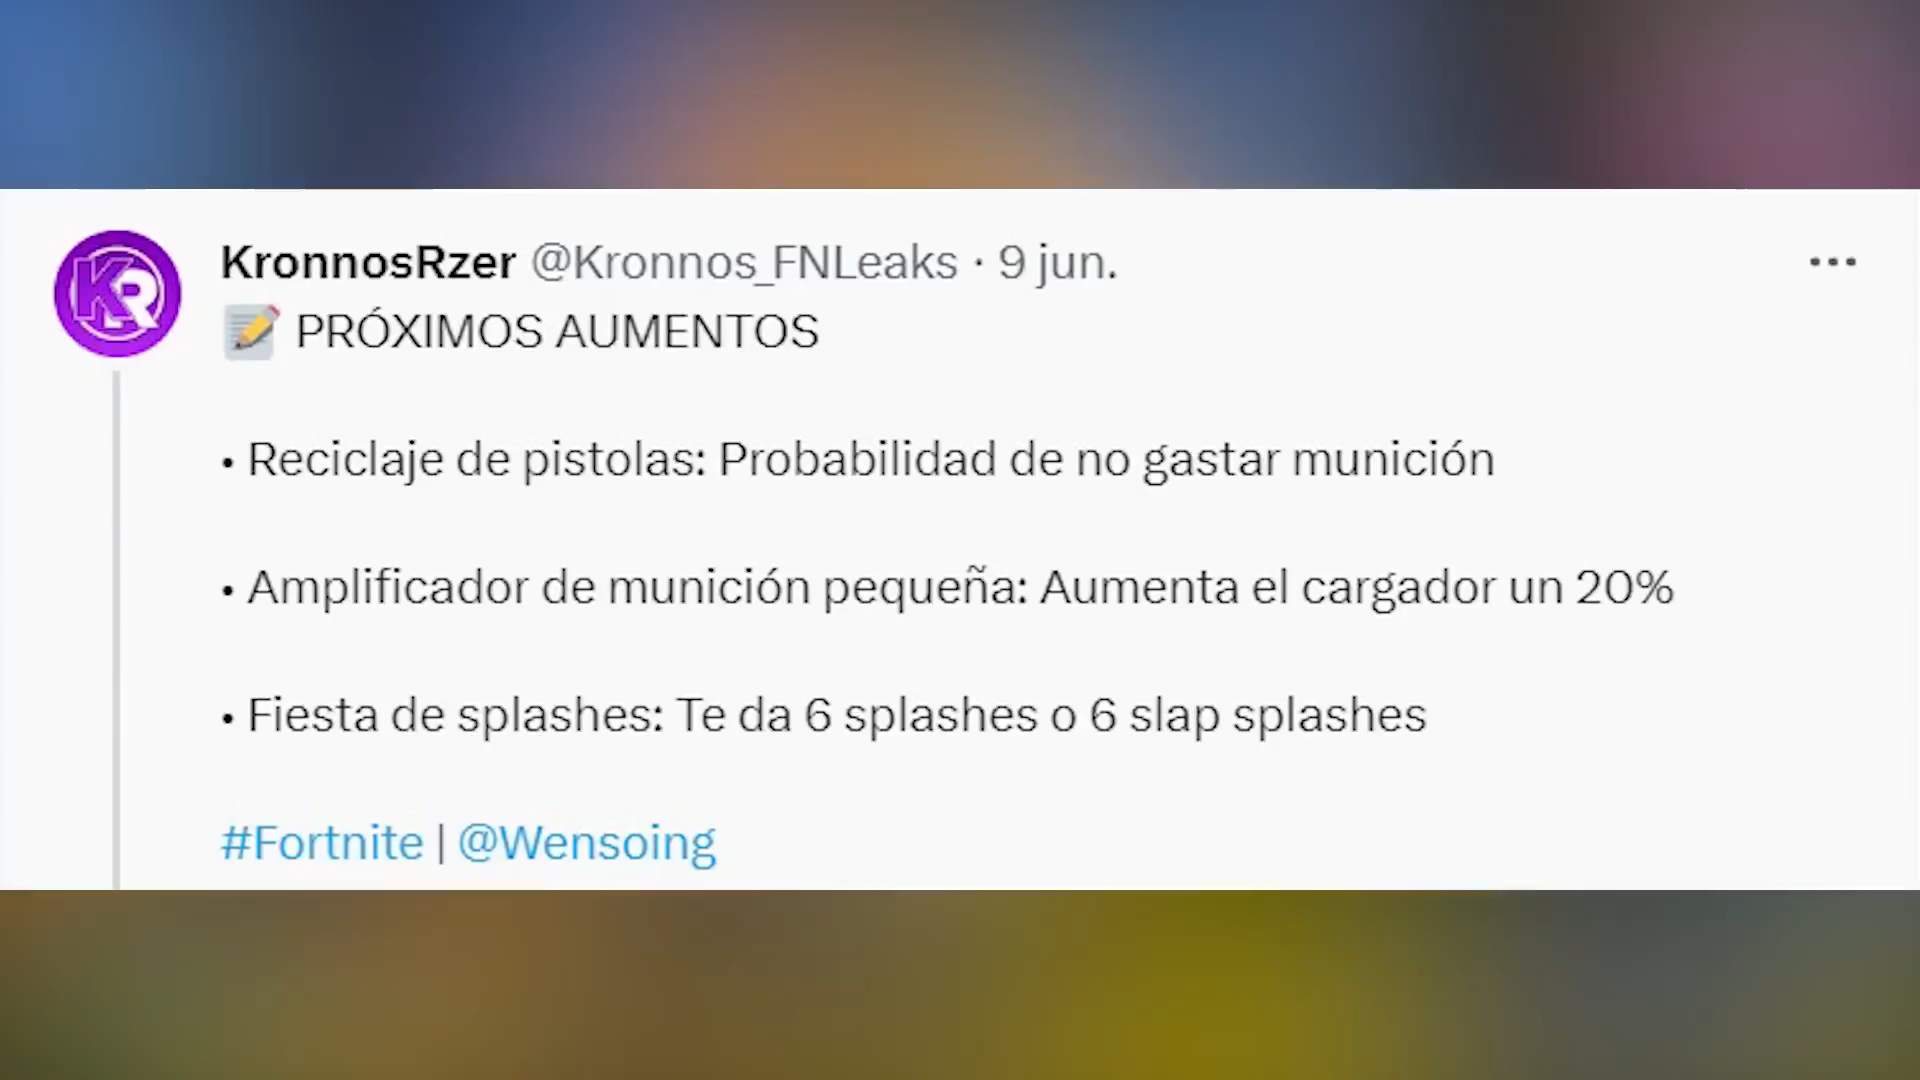 KR
KronnosRzer @Kronnos_FNLeaks · 9 jun.
📝 PRÓXIMOS AUMENTOS
• Reciclaje de pistolas: Probabilidad de no gastar munición
• Amplificador de munición pequeña: Aumenta el cargador un 20%
• Fiesta de splashes: Te da 6 splashes o 6 slap splashes
#Fortnite | @Wensoing